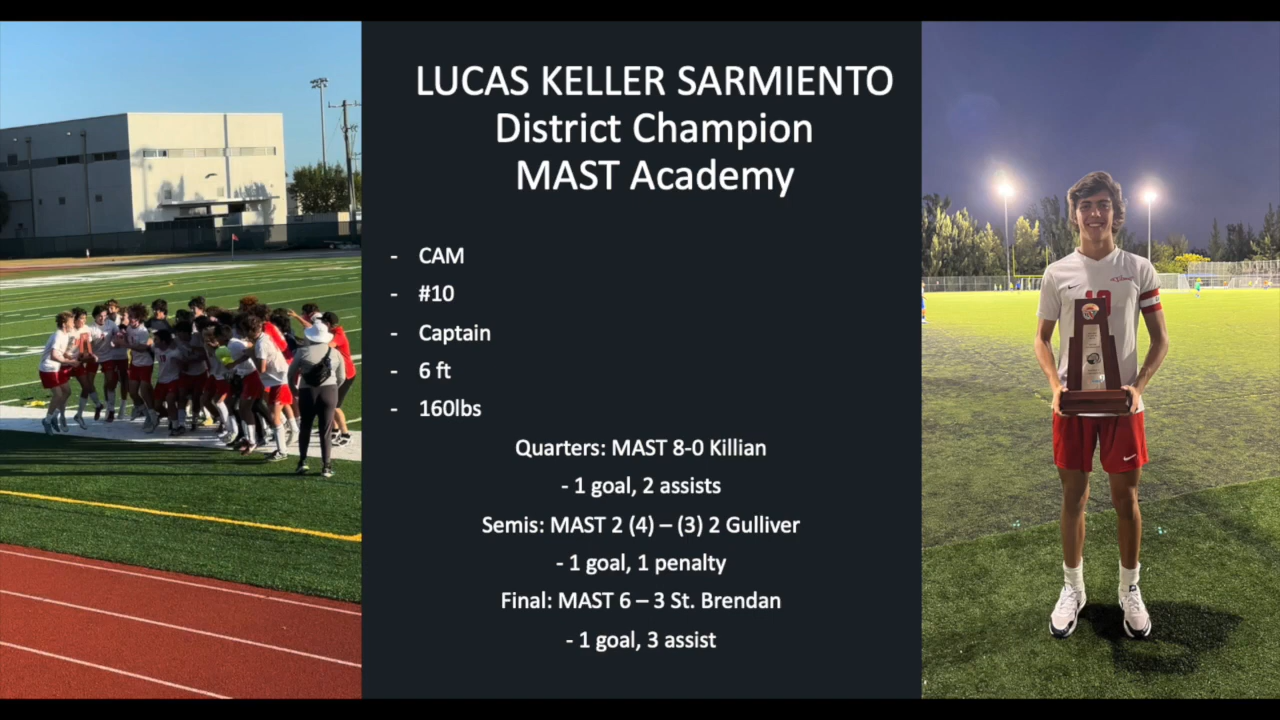 LUCAS KELLER SARMIENTO
District Champion
MAST Academy
- CAM
- #10
- Captain
- 6 ft
- 160lbs
Quarters: MAST 8-0 Killian
- 1 goal, 2 assists
Semis: MAST 2 (4) – (3) 2 Gulliver
- 1 goal, 1 penalty
Final: MAST 6 – 3 St. Brendan
- 1 goal, 3 assist